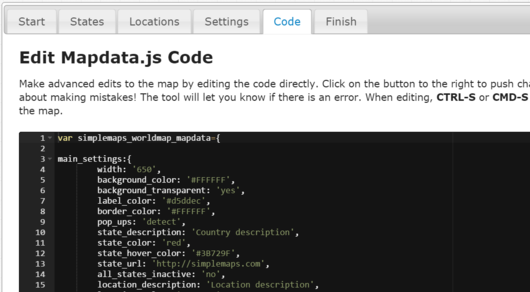 Start States Locations Settings Code Finish
Edit Mapdata.js Code
Make advanced edits to the map by editing the code directly. Click on the button to the right to push
about making mistakes! The tool will let you know if there is an error. When editing, CTRL-S or CMD-S
the map.
1 var simplemaps_worldmap_mapdata={
2
3 main_settings:{
4 width: '650',
5 background_color: '#FFFFFF',
6 background_transparent: 'yes',
7 label_color: '#d5ddec',
8 border_color: '#FFFFFF',
9 pop_ups: 'detect',
10 state_description: 'Country description',
11 state_color: 'red',
12 state_hover_color: '#3B729F',
13 state_url: 'http://simplemaps.com',
14 all_states_inactive: 'no',
15 location_description: 'Location description',